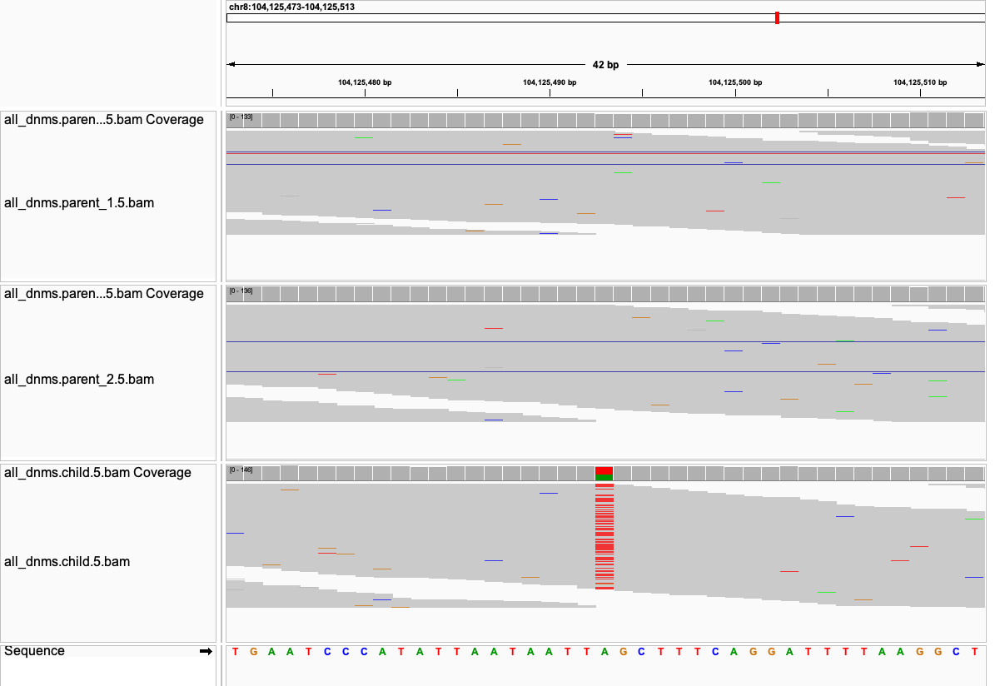 chr8:104,125,473-104,125,513
42 bp
104,125,480 bp 104,125,490 bp 104,125,500 bp 104,125,510 bp
all_dnms.paren...5.bam Coverage
[0 - 133]
all_dnms.parent_1.5.bam
all_dnms.paren...5.bam Coverage
[0 - 136]
all_dnms.parent_2.5.bam
all_dnms.child.5.bam Coverage
[0 - 146]
all_dnms.child.5.bam
Sequence
T G A A T C C C A T A T T A A T A A T T A G C T T T C A G G A T T T T A A G G C T